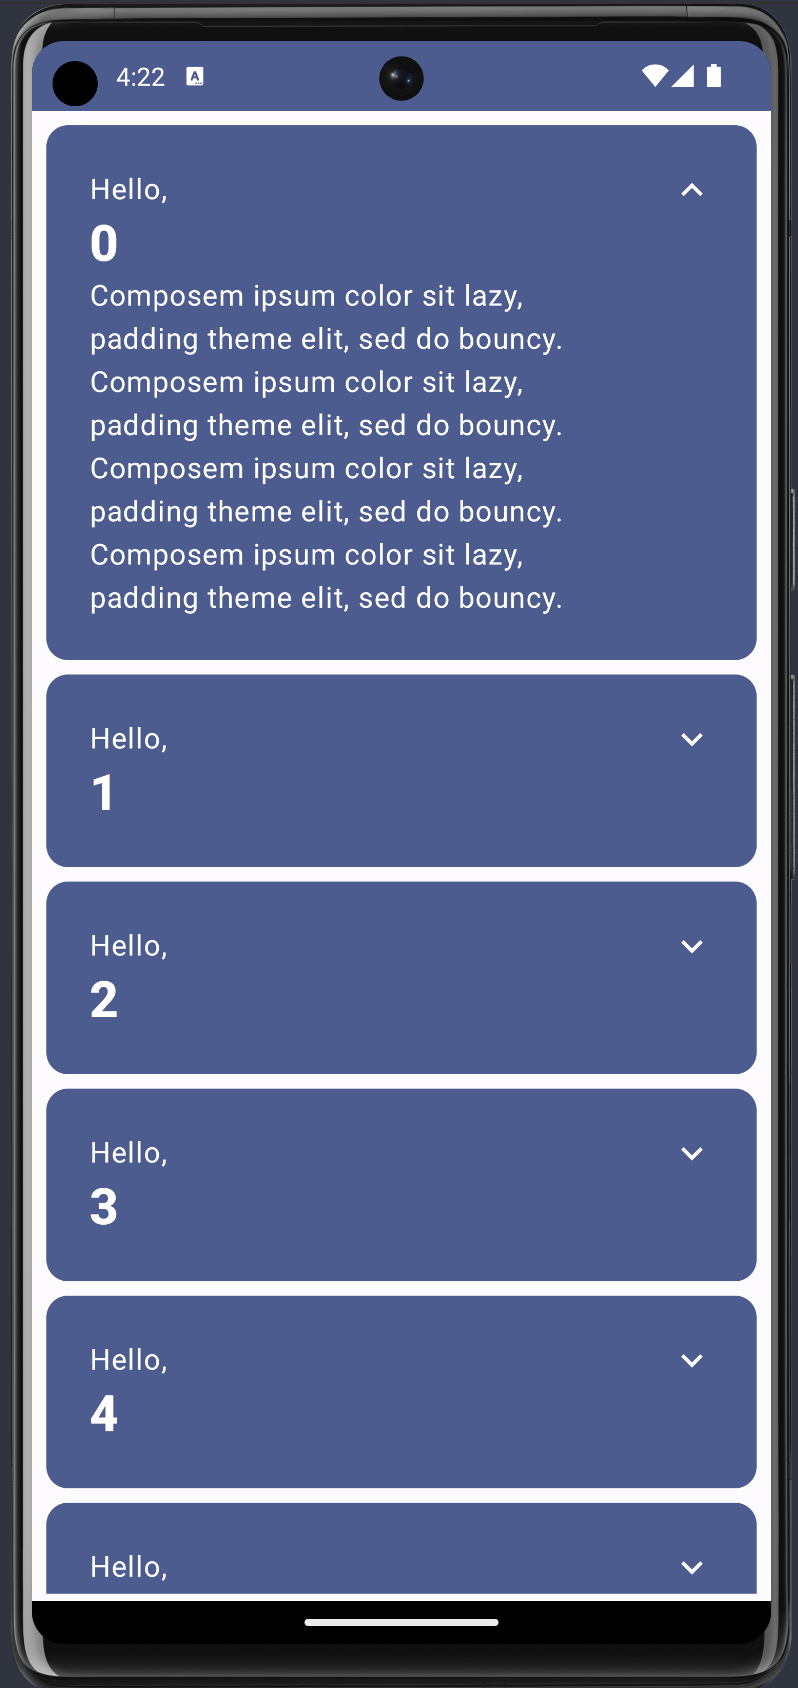 4:22 A
Hello,
0
Composem ipsum color sit lazy,
padding theme elit, sed do bouncy.
Composem ipsum color sit lazy,
padding theme elit, sed do bouncy.
Composem ipsum color sit lazy,
padding theme elit, sed do bouncy.
Composem ipsum color sit lazy,
padding theme elit, sed do bouncy.
Hello,
1
Hello,
2
Hello,
3
Hello,
4
Hello,